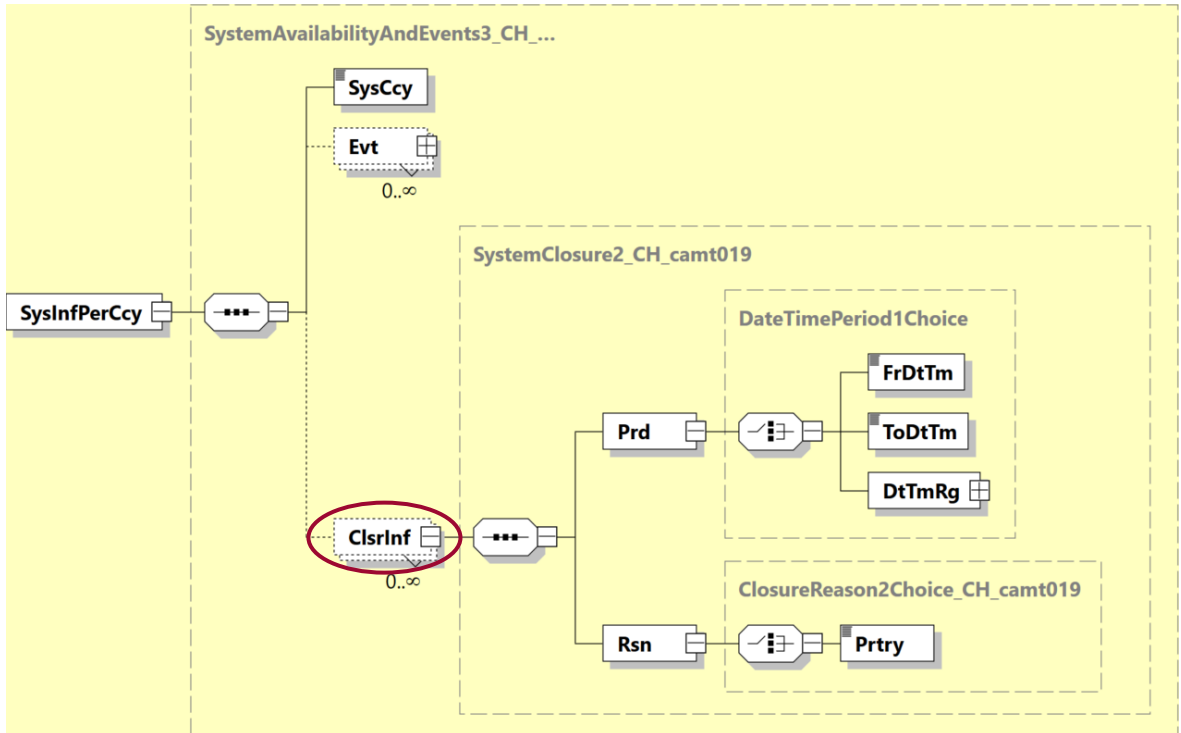 SystemAvailabilityAndEvents3_CH_...
SysCcy
Evt
0..∞
SystemClosure2_CH_camt019
SysInfPerCcy
DateTimePeriod1Choice
FrDtTm
Prd
ToDtTm
DtTmRg
ClsrInf
0..∞
ClosureReason2Choice_CH_camt019
Rsn
Prtry